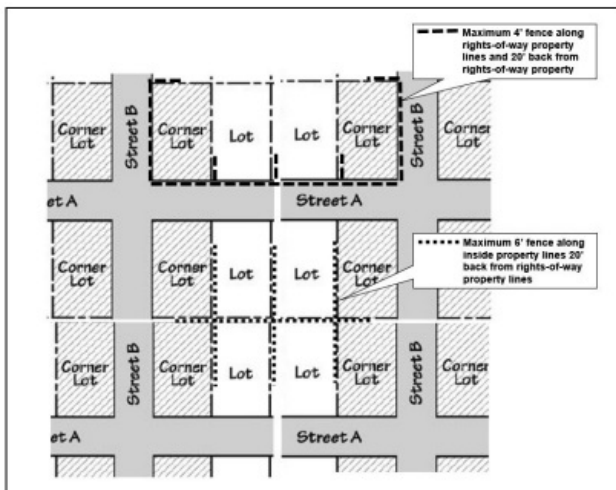 Maximum 4' fence along
rights-of-way property
lines and 20' back from
rights-of-way property
Street B
Street B
Corner
Lot
Corner
Lot
Lot
Lot
Corner
Lot
Corner
Lot
et A
Street A
Maximum 6' fence along
inside property lines 20'
back from rights-of-way
property lines
Corner
Lot
Corner
Lot
Lot
Lot
Corner
Lot
Corner
Lot
Street B
Street B
Corner
Lot
Corner
Lot
Lot
Lot
Corner
Lot
Corner
Lot
et A
Street A